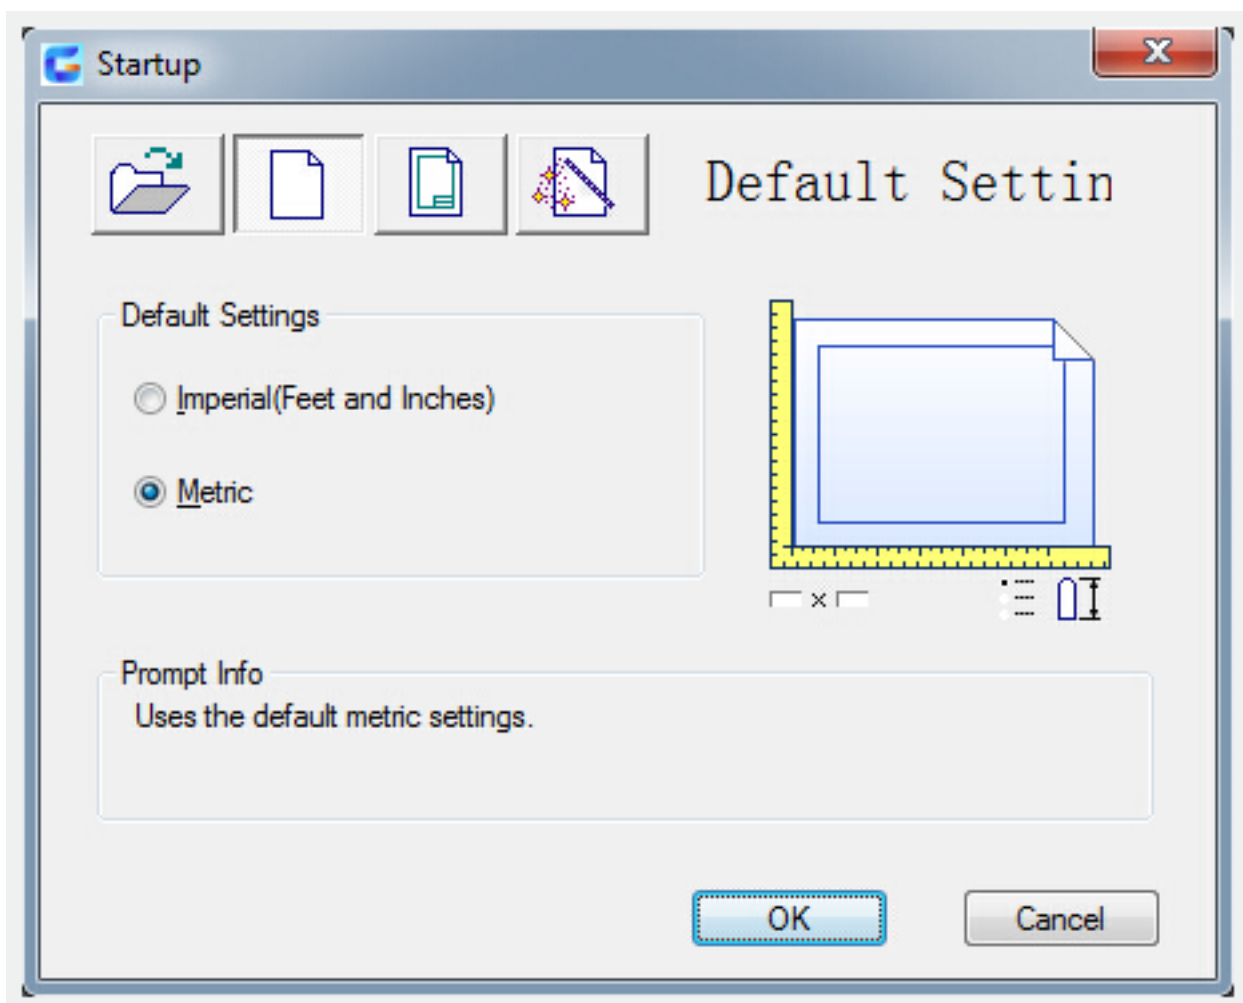 Startup
Default Settin
Default Settings
Imperial(Feet and Inches)
Metric
Prompt Info
Uses the default metric settings.
OK
Cancel